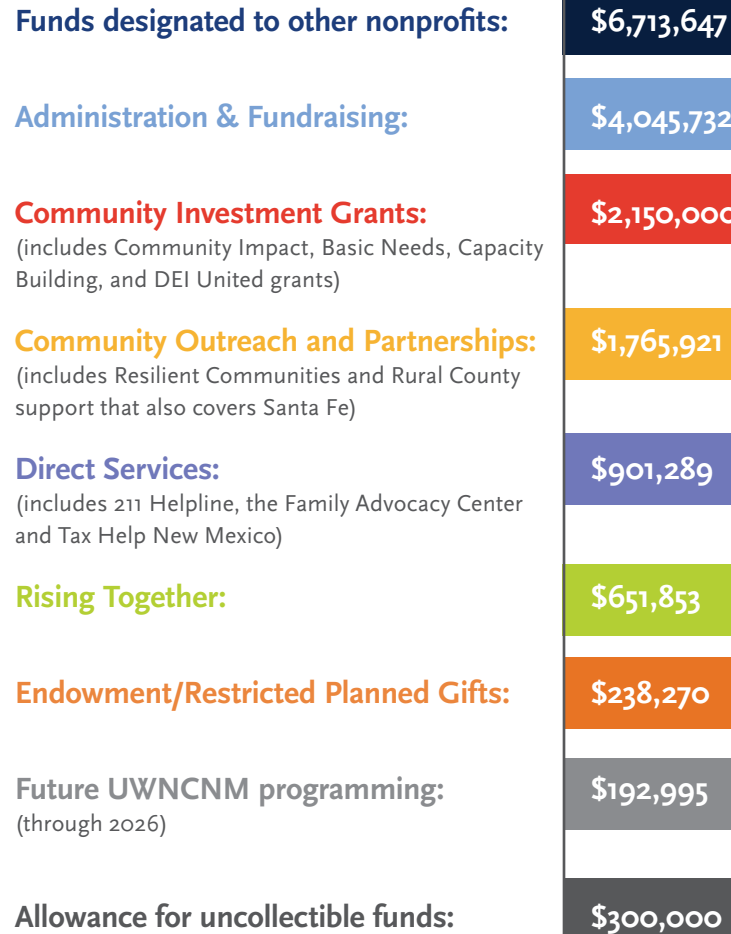 Funds designated to other nonprofits: $6,713,647
Administration & Fundraising: $4,045,732
Community Investment Grants: $2,150,000
(includes Community Impact, Basic Needs, Capacity
Building, and DEI United grants)
Community Outreach and Partnerships: $1,765,921
(includes Resilient Communities and Rural County
support that also covers Santa Fe)
Direct Services: $901,289
(includes 211 Helpline, the Family Advocacy Center
and Tax Help New Mexico)
Rising Together: $651,853
Endowment/Restricted Planned Gifts: $238,270
Future UWNCNM programming: $192,995
(through 2026)
Allowance for uncollectible funds: $300,000